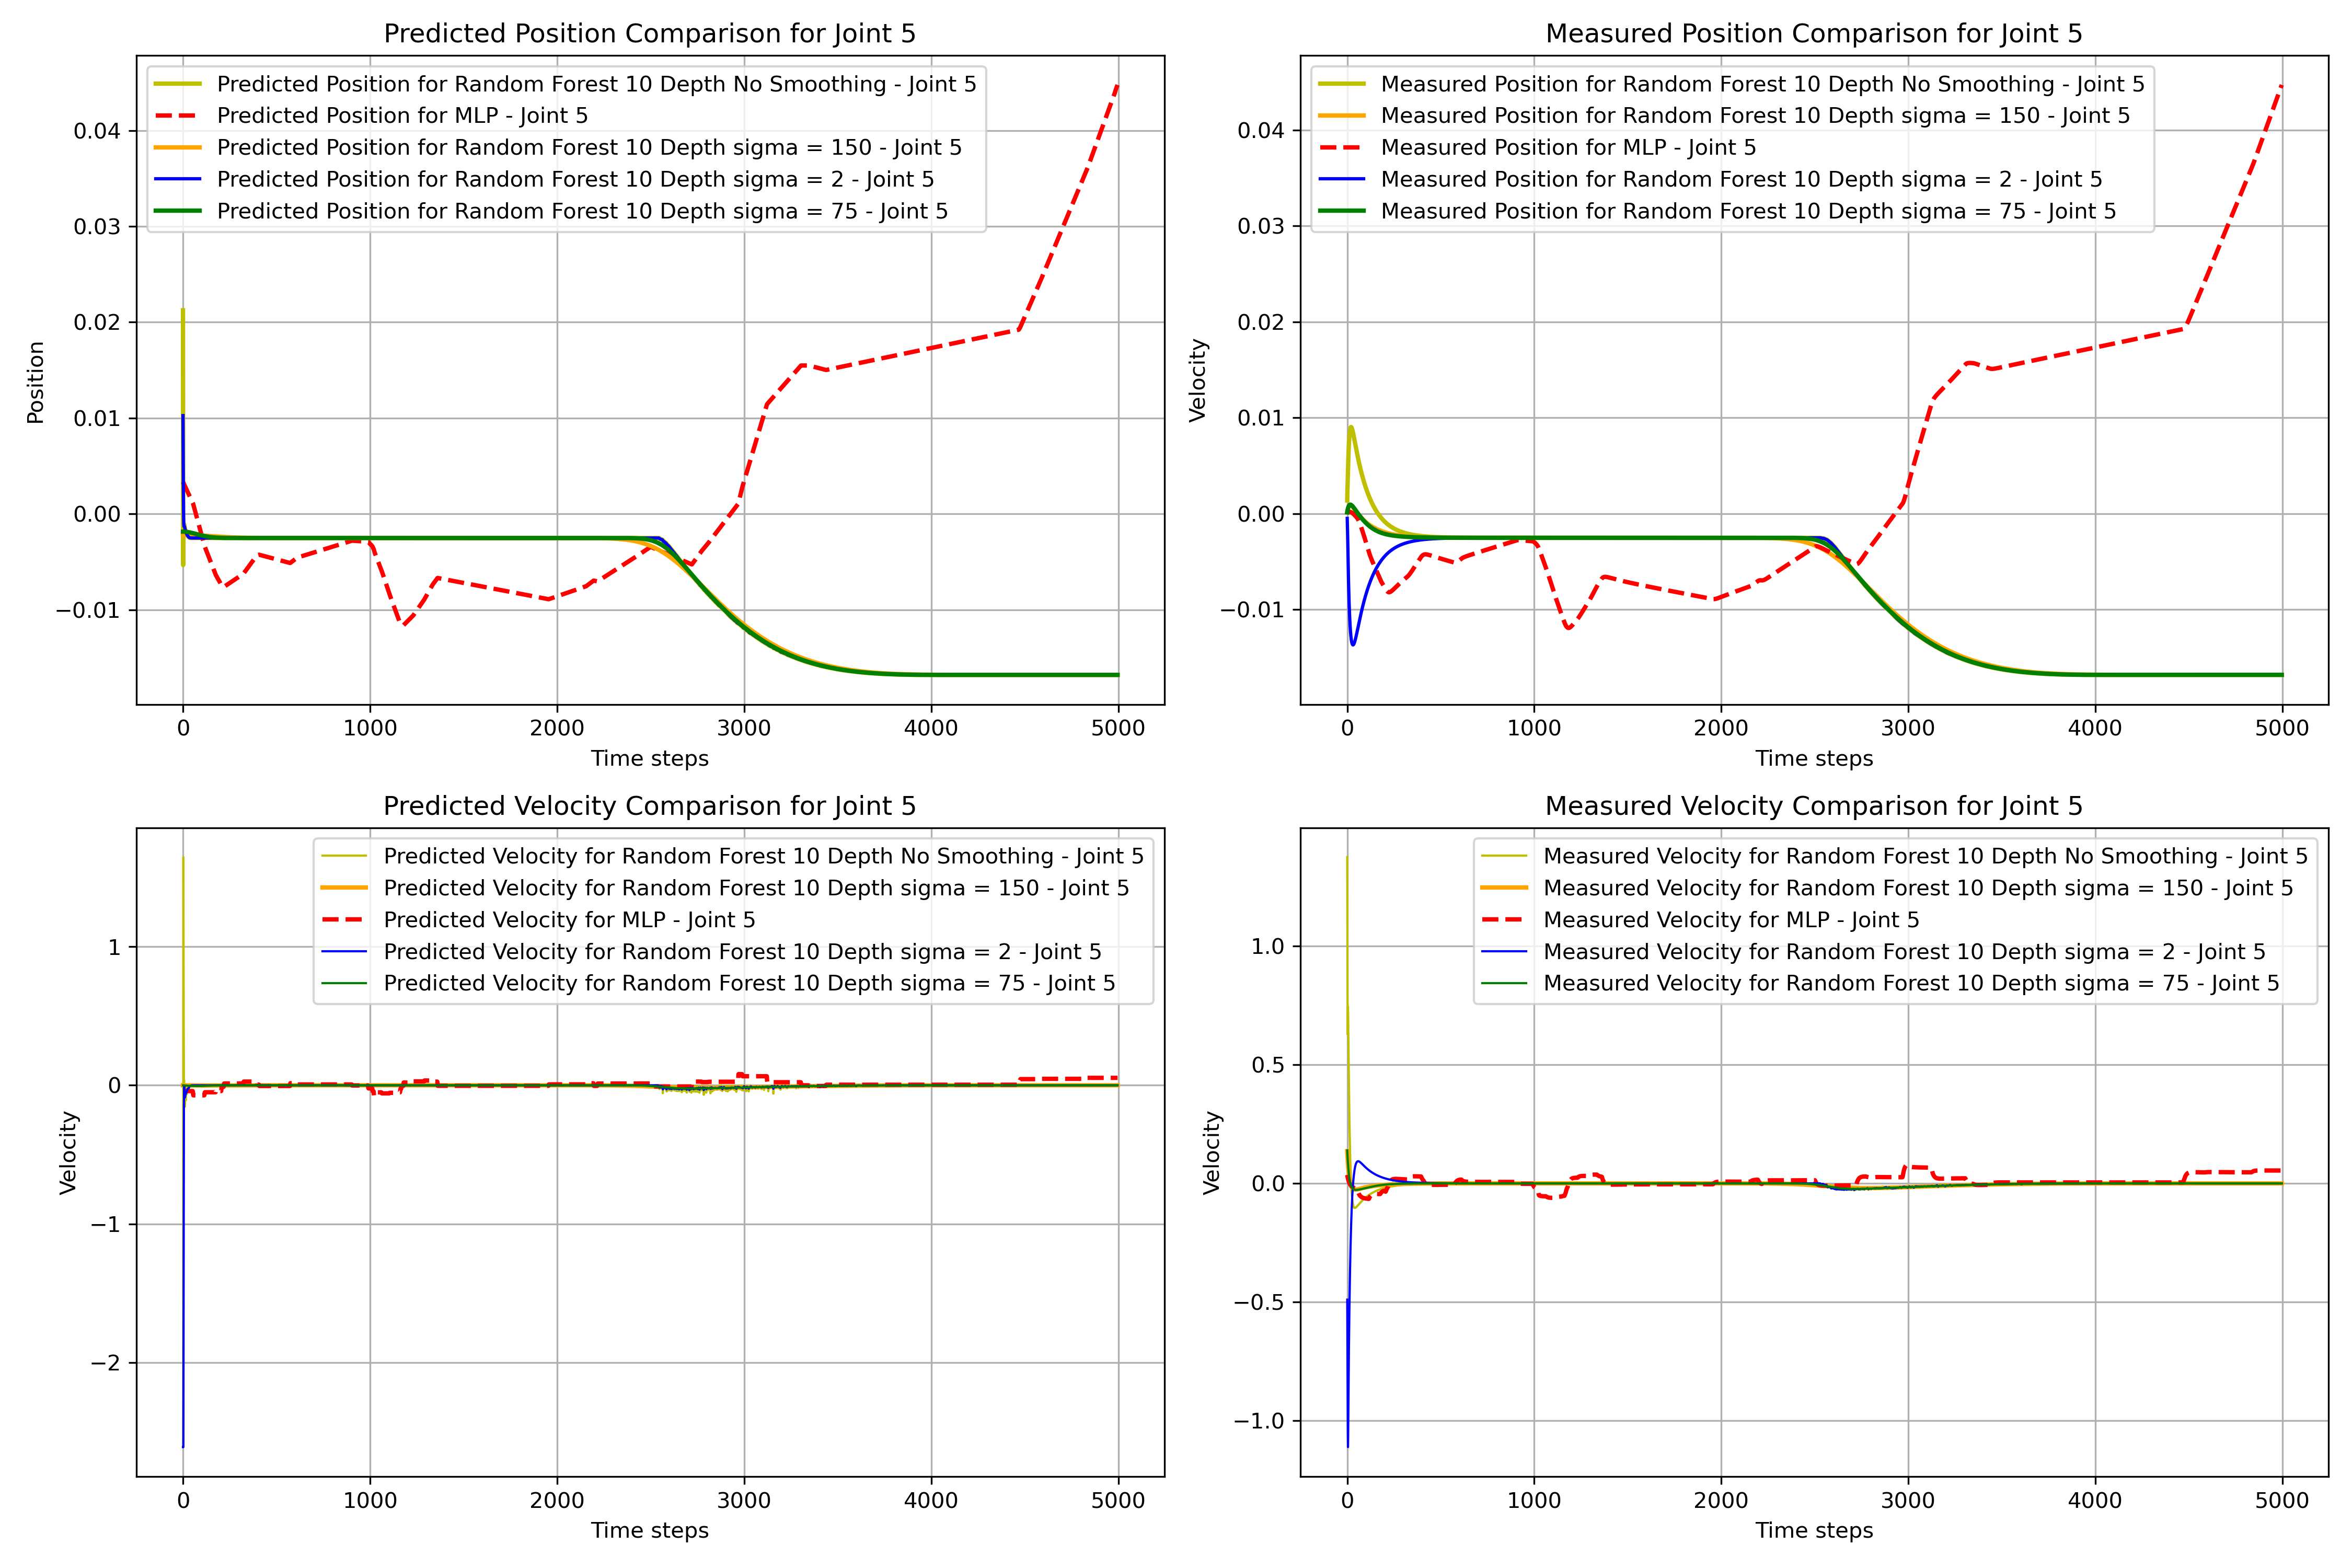 Predicted Position Comparison for Joint 5
Position
0.04
0.03
0.02
0.01
0.00
−0.01
Predicted Position for Random Forest 10 Depth No Smoothing - Joint 5
Predicted Position for MLP - Joint 5
Predicted Position for Random Forest 10 Depth sigma = 150 - Joint 5
Predicted Position for Random Forest 10 Depth sigma = 2 - Joint 5
Predicted Position for Random Forest 10 Depth sigma = 75 - Joint 5
0 1000 2000 3000 4000 5000
Time steps
Measured Position Comparison for Joint 5
Velocity
0.04
0.03
0.02
0.01
0.00
−0.01
Measured Position for Random Forest 10 Depth No Smoothing - Joint 5
Measured Position for Random Forest 10 Depth sigma = 150 - Joint 5
Measured Position for MLP - Joint 5
Measured Position for Random Forest 10 Depth sigma = 2 - Joint 5
Measured Position for Random Forest 10 Depth sigma = 75 - Joint 5
0 1000 2000 3000 4000 5000
Time steps
Predicted Velocity Comparison for Joint 5
Velocity
1
0
−1
−2
Predicted Velocity for Random Forest 10 Depth No Smoothing - Joint 5
Predicted Velocity for Random Forest 10 Depth sigma = 150 - Joint 5
Predicted Velocity for MLP - Joint 5
Predicted Velocity for Random Forest 10 Depth sigma = 2 - Joint 5
Predicted Velocity for Random Forest 10 Depth sigma = 75 - Joint 5
0 1000 2000 3000 4000 5000
Time steps
Measured Velocity Comparison for Joint 5
Velocity
1.0
0.5
0.0
−0.5
−1.0
Measured Velocity for Random Forest 10 Depth No Smoothing - Joint 5
Measured Velocity for Random Forest 10 Depth sigma = 150 - Joint 5
Measured Velocity for MLP - Joint 5
Measured Velocity for Random Forest 10 Depth sigma = 2 - Joint 5
Measured Velocity for Random Forest 10 Depth sigma = 75 - Joint 5
0 1000 2000 3000 4000 5000
Time steps